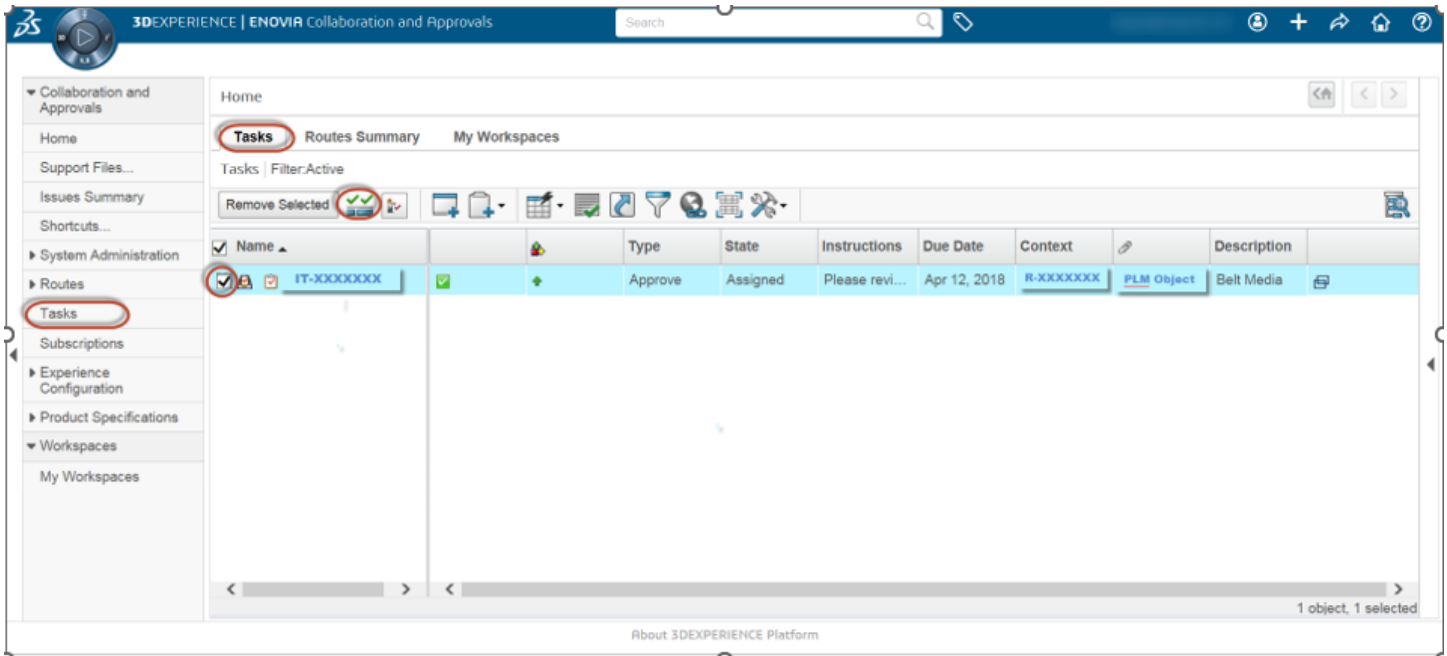 3DEXPERIENCE | ENOVIA Collaboration and Approvals
Search
Collaboration and
Approvals
Home
Support Files...
Issues Summary
Shortcuts...
System Administration
Routes
Tasks
Subscriptions
Experience
Configuration
Product Specifications
Workspaces
My Workspaces
Home
Tasks Routes Summary My Workspaces
Tasks | Filter:Active
Remove Selected
Name Type State Instructions Due Date Context Description
IT-XXXXXXX Approve Assigned Please revi... Apr 12, 2018 R-XXXXXXX PLM Object Belt Media
1 object, 1 selected
About 3DEXPERIENCE Platform